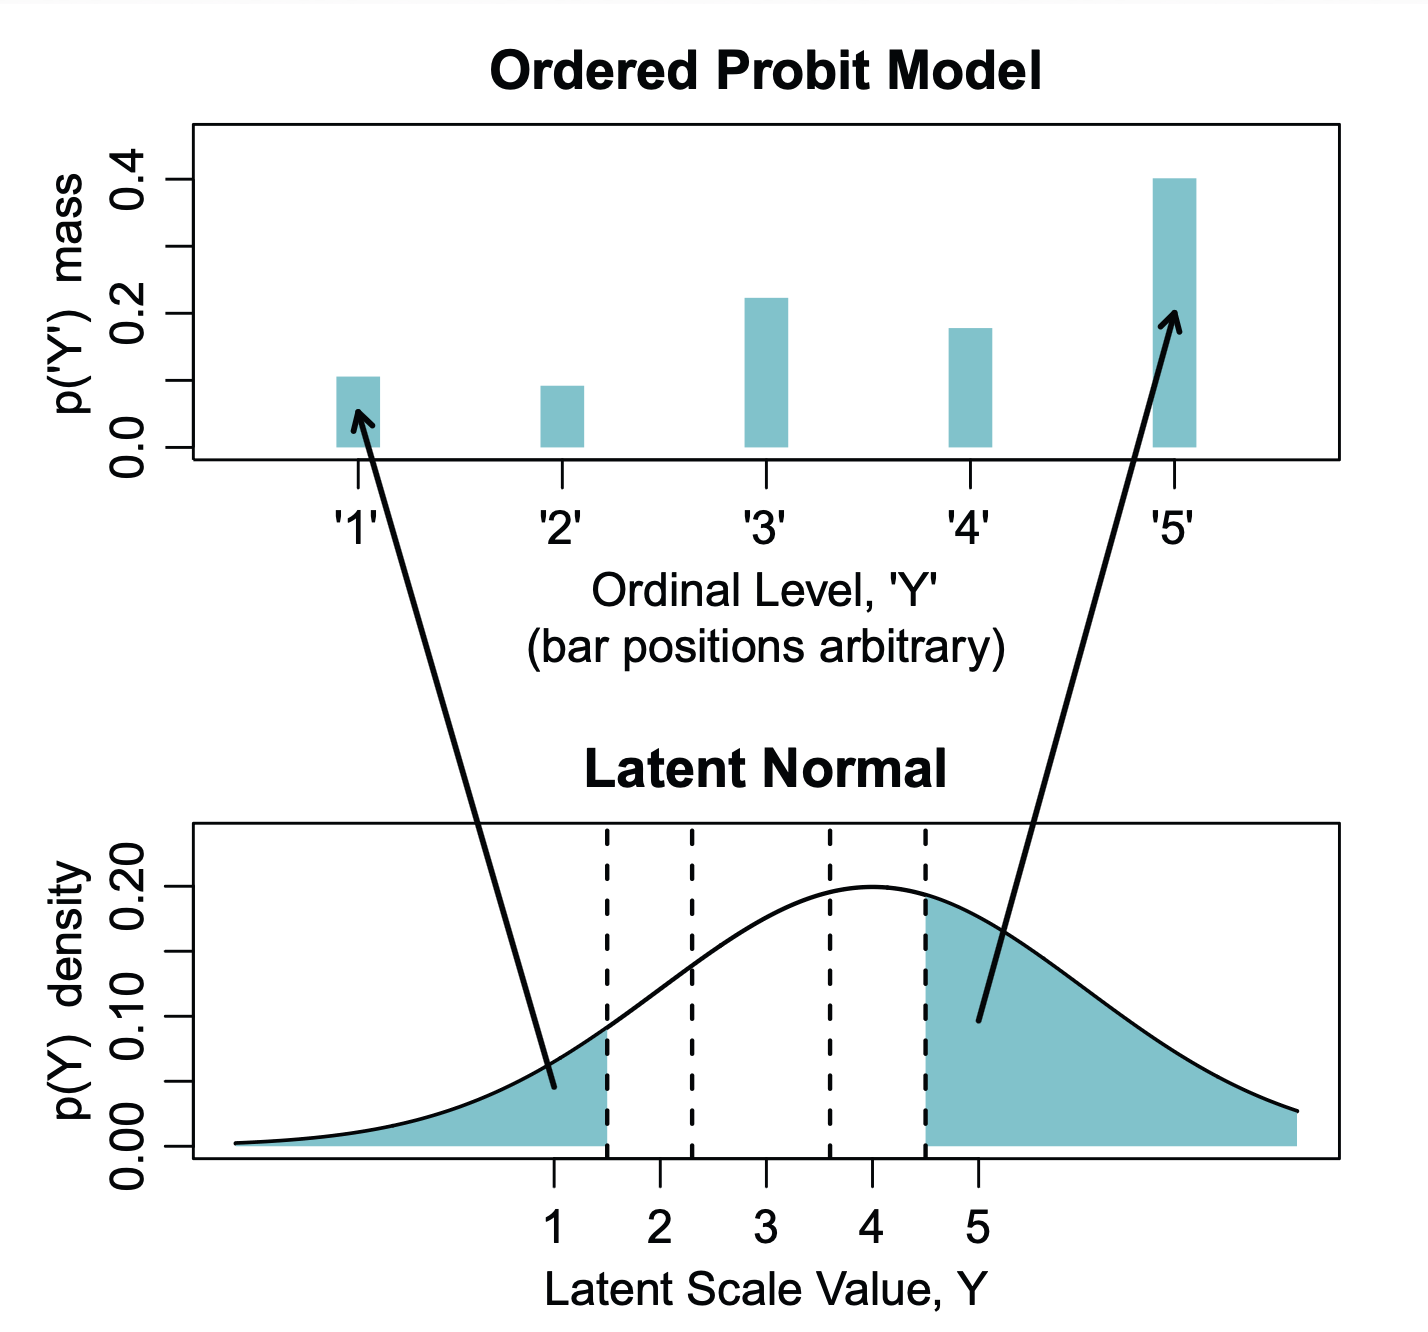 Ordered Probit Model
p('Y') mass
0.4
0.2
0.0
'1' '2' '3' '4' '5'
Ordinal Level, 'Y'
(bar positions arbitrary)
Latent Normal
p(Y) density
0.20
0.10
0.00
1 2 3 4 5
Latent Scale Value, Y